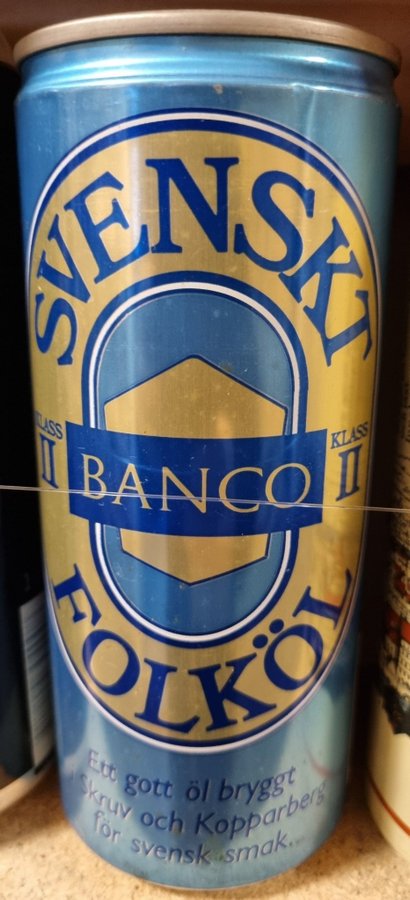 SVENSKT
KLASS
II
BANCO
KLASS
II
FOLKÖL
Ett gott öl bryggt
i Skruv och Kopparberg
för svensk smak...